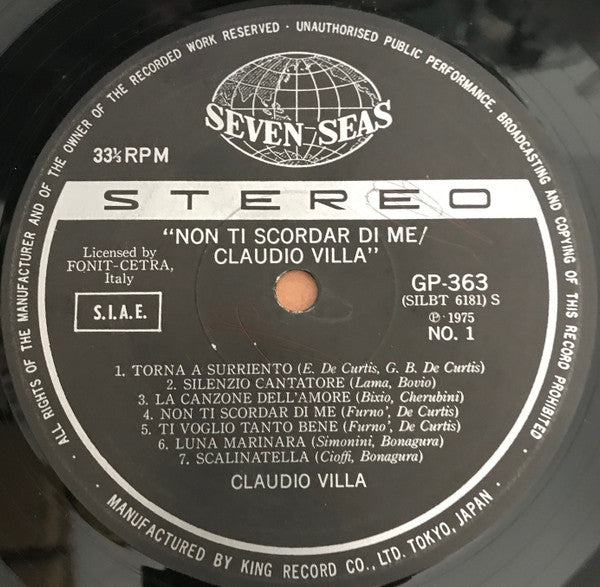 ALL RIGHTS OF THE MANUFACTURER AND OF THE OWNER OF THE RECORDED WORK RESERVED · UNAUTHORISED PUBLIC PERFORMANCE, BROADCASTING AND COPYING OF THIS RECORD PROHIBITED
SEVEN SEAS
33⅓RPM
STEREO
"NON TI SCORDAR DI ME/
CLAUDIO VILLA"
Licensed by
FONIT-CETRA,
Italy
S.I.A.E.
GP-363
(SILBT 6181) S
℗ 1975
NO. 1
1. TORNA A SURRIENTO (E. De Curtis, G. B. De Curtis)
2. SILENZIO CANTATORE (Lama, Bovio)
3. LA CANZONE DELL'AMORE (Bixio, Cherubini)
4. NON TI SCORDAR DI ME (Furno', De Curtis)
5. TI VOGLIO TANTO BENE (Furno', De Curtis)
6. LUNA MARINARA (Simonini, Bonagura)
7. SCALINATELLA (Cioffi, Bonagura)
CLAUDIO VILLA
· MANUFACTURED BY KING RECORD CO., LTD. TOKYO, JAPAN ·